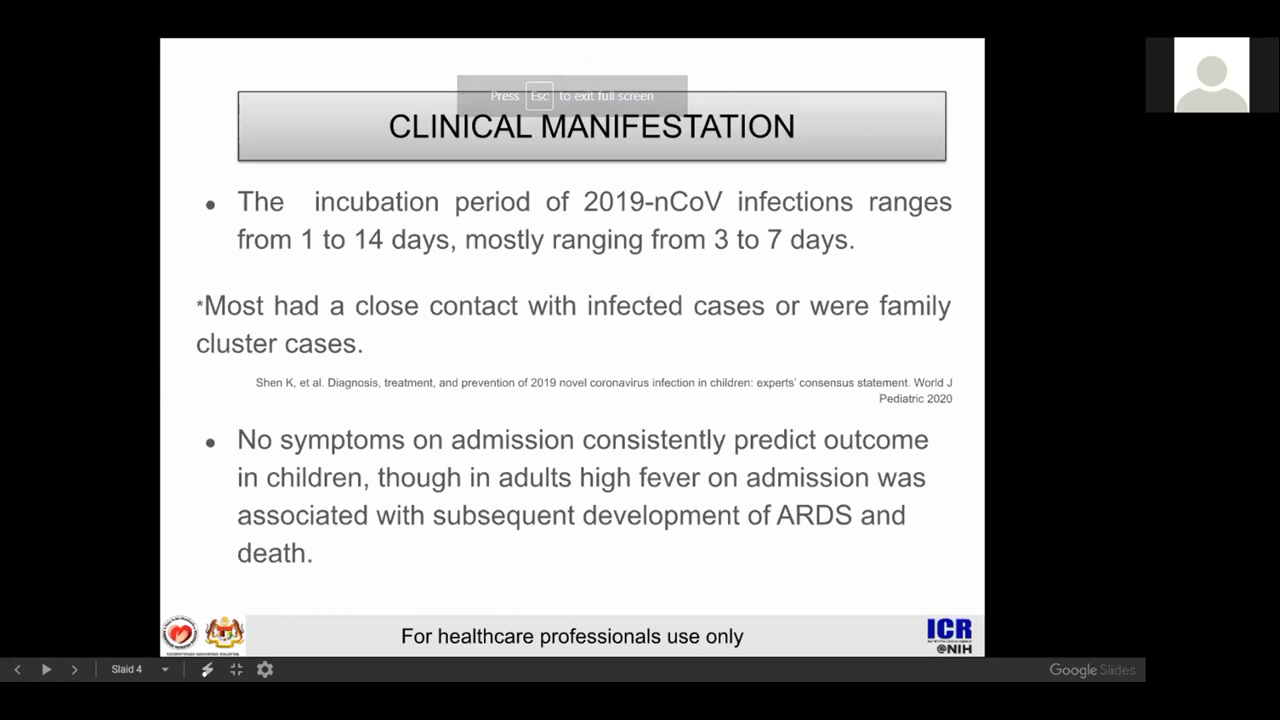 Press Esc to exit full screen
CLINICAL MANIFESTATION
• The incubation period of 2019-nCoV infections ranges
from 1 to 14 days, mostly ranging from 3 to 7 days.
*Most had a close contact with infected cases or were family
cluster cases.
Shen K, et al. Diagnosis, treatment, and prevention of 2019 novel coronavirus infection in children: experts' consensus statement. World J
Pediatric 2020
• No symptoms on admission consistently predict outcome
in children, though in adults high fever on admission was
associated with subsequent development of ARDS and
death.
For healthcare professionals use only
ICR
@NIH
Slaid 4
Google Slides